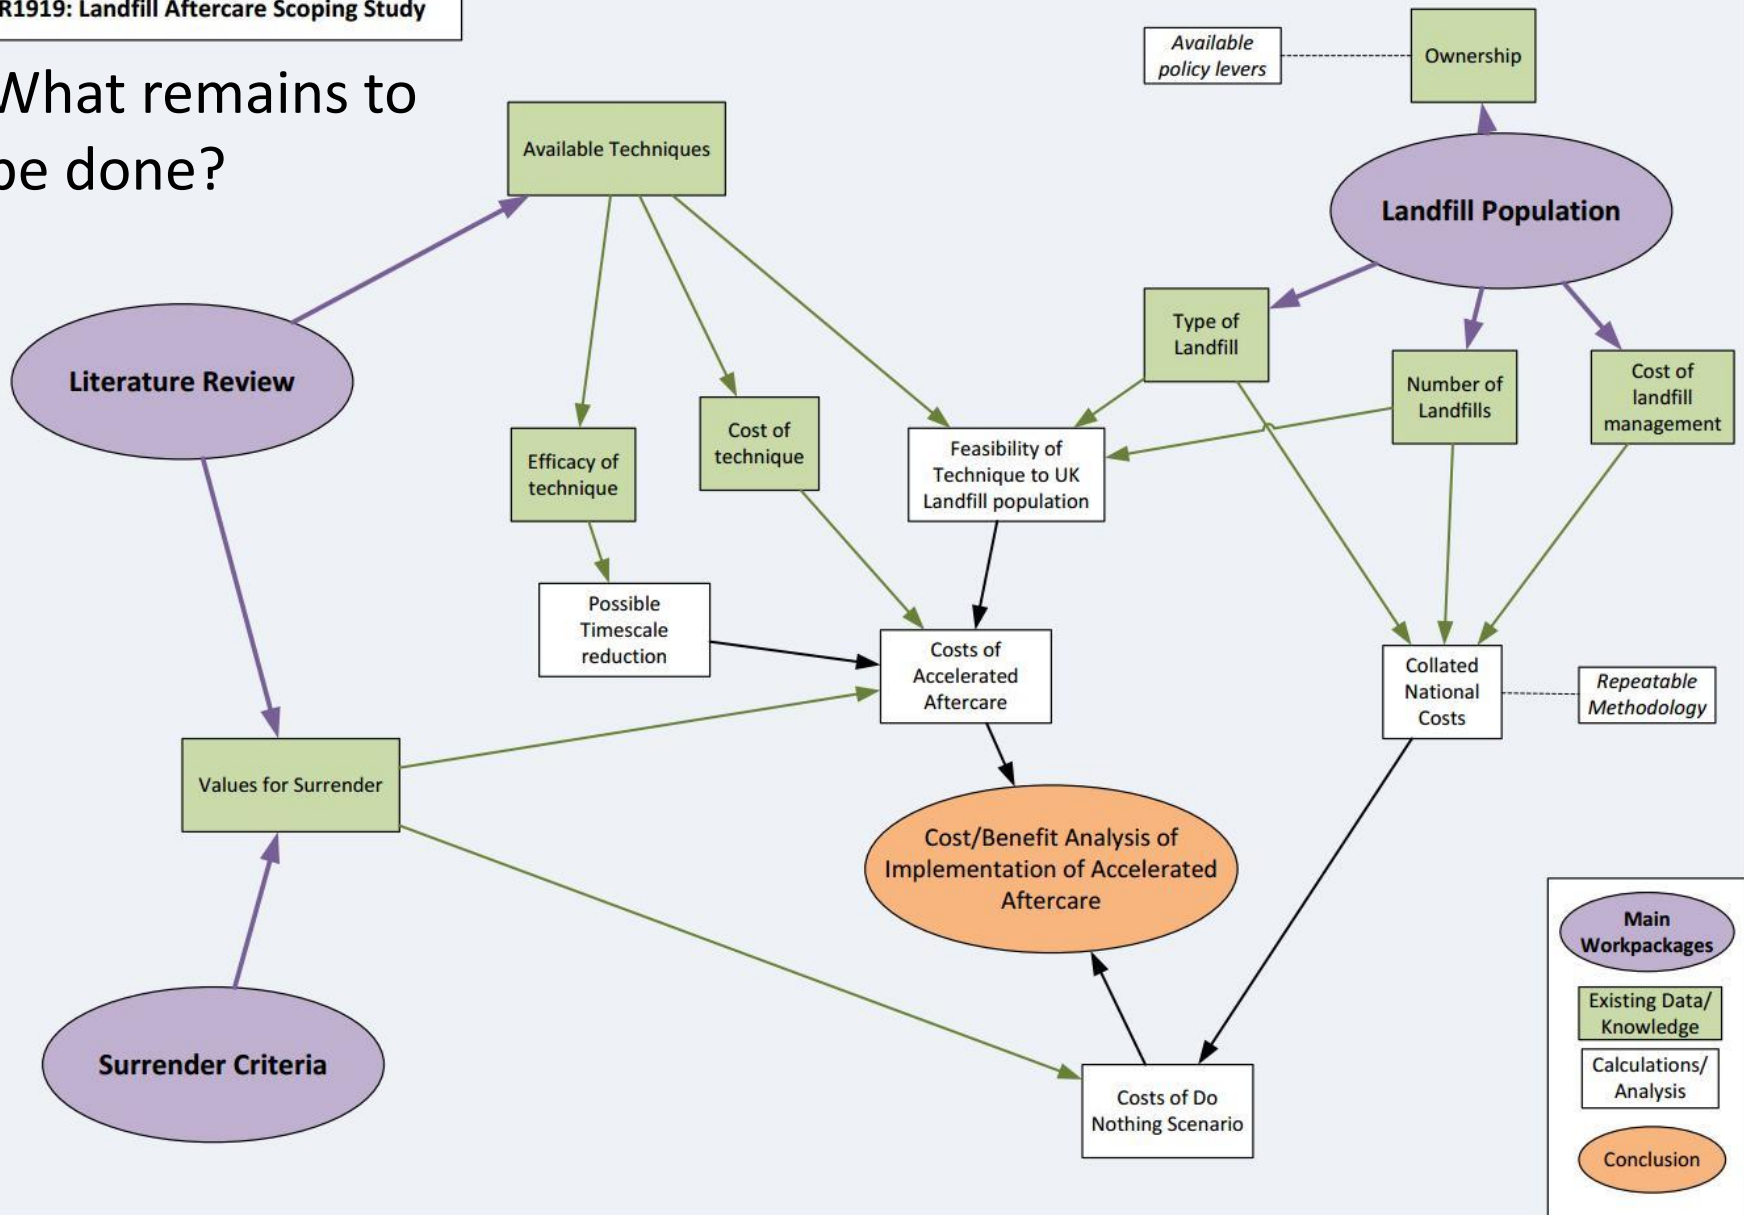 R1919: Landfill Aftercare Scoping Study
What remains to
be done?
Available
policy levers
Ownership
Available Techniques
Landfill Population
Literature Review
Type of
Landfill
Number of
Landfills
Cost of
landfill
management
Efficacy of
technique
Cost of
technique
Feasibility of
Technique to UK
Landfill population
Possible
Timescale
reduction
Costs of
Accelerated
Aftercare
Collated
National
Costs
Repeatable
Methodology
Values for Surrender
Cost/Benefit Analysis of
Implementation of Accelerated
Aftercare
Surrender Criteria
Costs of Do
Nothing Scenario
Main
Workpackages
Existing Data/
Knowledge
Calculations/
Analysis
Conclusion